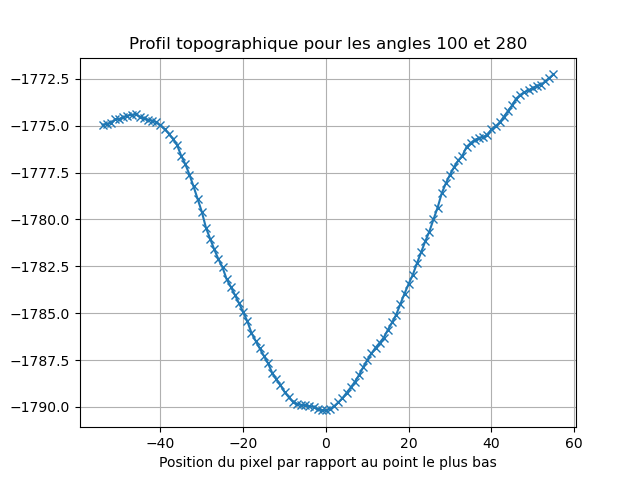 Profil topographique pour les angles 100 et 280
−1772.5
−1775.0
−1777.5
−1780.0
−1782.5
−1785.0
−1787.5
−1790.0
−40 −20 0 20 40 60
Position du pixel par rapport au point le plus bas